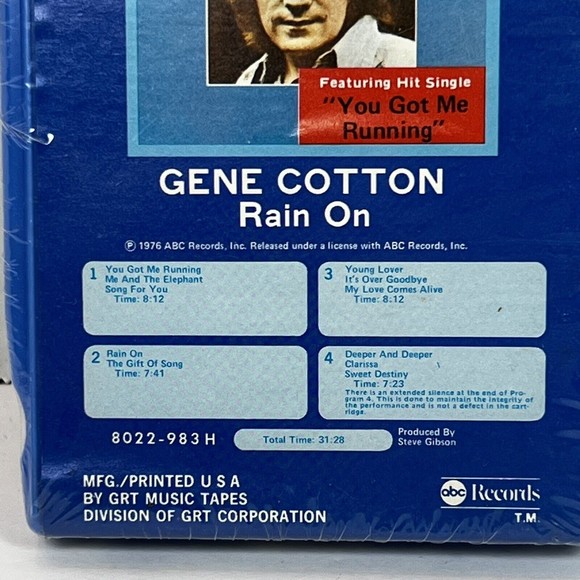 Featuring Hit Single
"You Got Me
Running"
GENE COTTON
Rain On
℗ 1976 ABC Records, Inc. Released under a license with ABC Records, Inc.
1 You Got Me Running
Me And The Elephant
Song For You
Time: 8:12
2 Rain On
The Gift Of Song
Time: 7:41
3 Young Lover
It's Over Goodbye
My Love Comes Alive
Time: 8:12
4 Deeper And Deeper
Clarissa
Sweet Destiny
Time: 7:23
There is an extended silence at the end of Pro-
gram 4. This is done to maintain the integrity of
the performance and is not a defect in the cart-
ridge.
8022-983 H
Total Time: 31:28
Produced By
Steve Gibson
MFG./PRINTED U S A
BY GRT MUSIC TAPES
DIVISION OF GRT CORPORATION
abc Records
T.M.